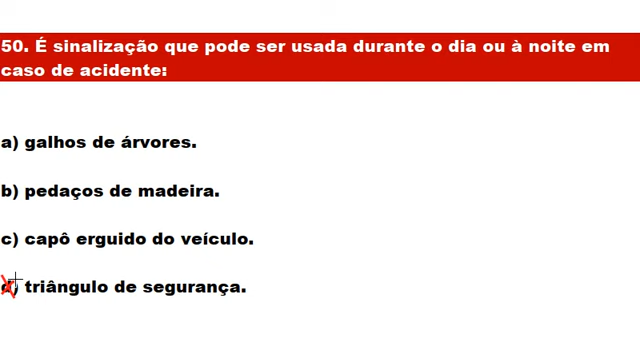 50. É sinalização que pode ser usada durante o dia ou à noite em
caso de acidente:
a) galhos de árvores.
b) pedaços de madeira.
c) capô erguido do veículo.
d) triângulo de segurança.